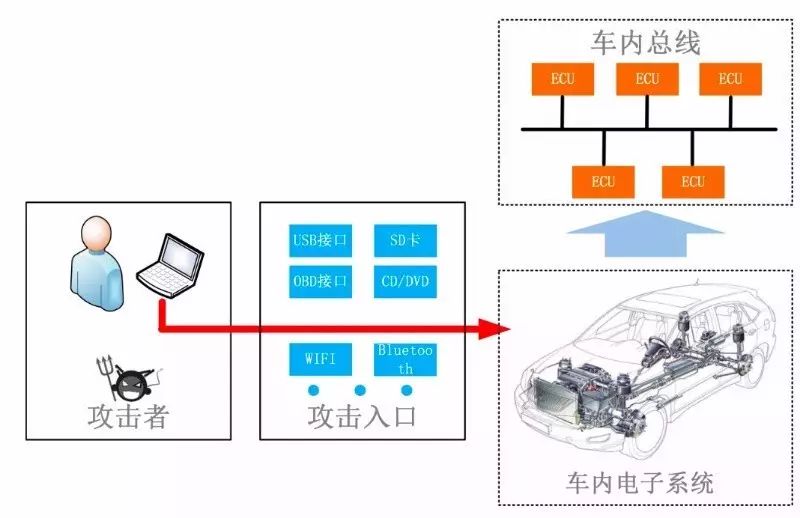 车内总线
ECU
ECU
ECU
ECU
ECU
USB接口
SD卡
OBD接口
CD/DVD
WIFI
Bluetoo
th
攻击者
攻击入口
车内电子系统